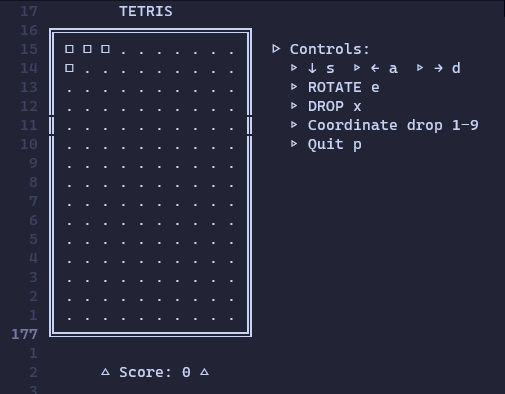 17 TETRIS
16
15 ▷ Controls:
14 ▹ ↓ s ▹ ← a ▹ → d
13 ▹ ROTATE e
12 ▹ DROP x
11 ▹ Coordinate drop 1-9
10 ▹ Quit p
9
8
7
6
5
4
3
2
1
177
1
2 △ Score: 0 △
3